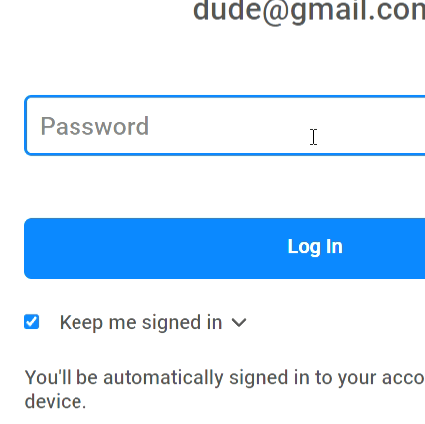 dude@gmail.com
Password
Log In
Keep me signed in
You'll be automatically signed in to your acco
device.